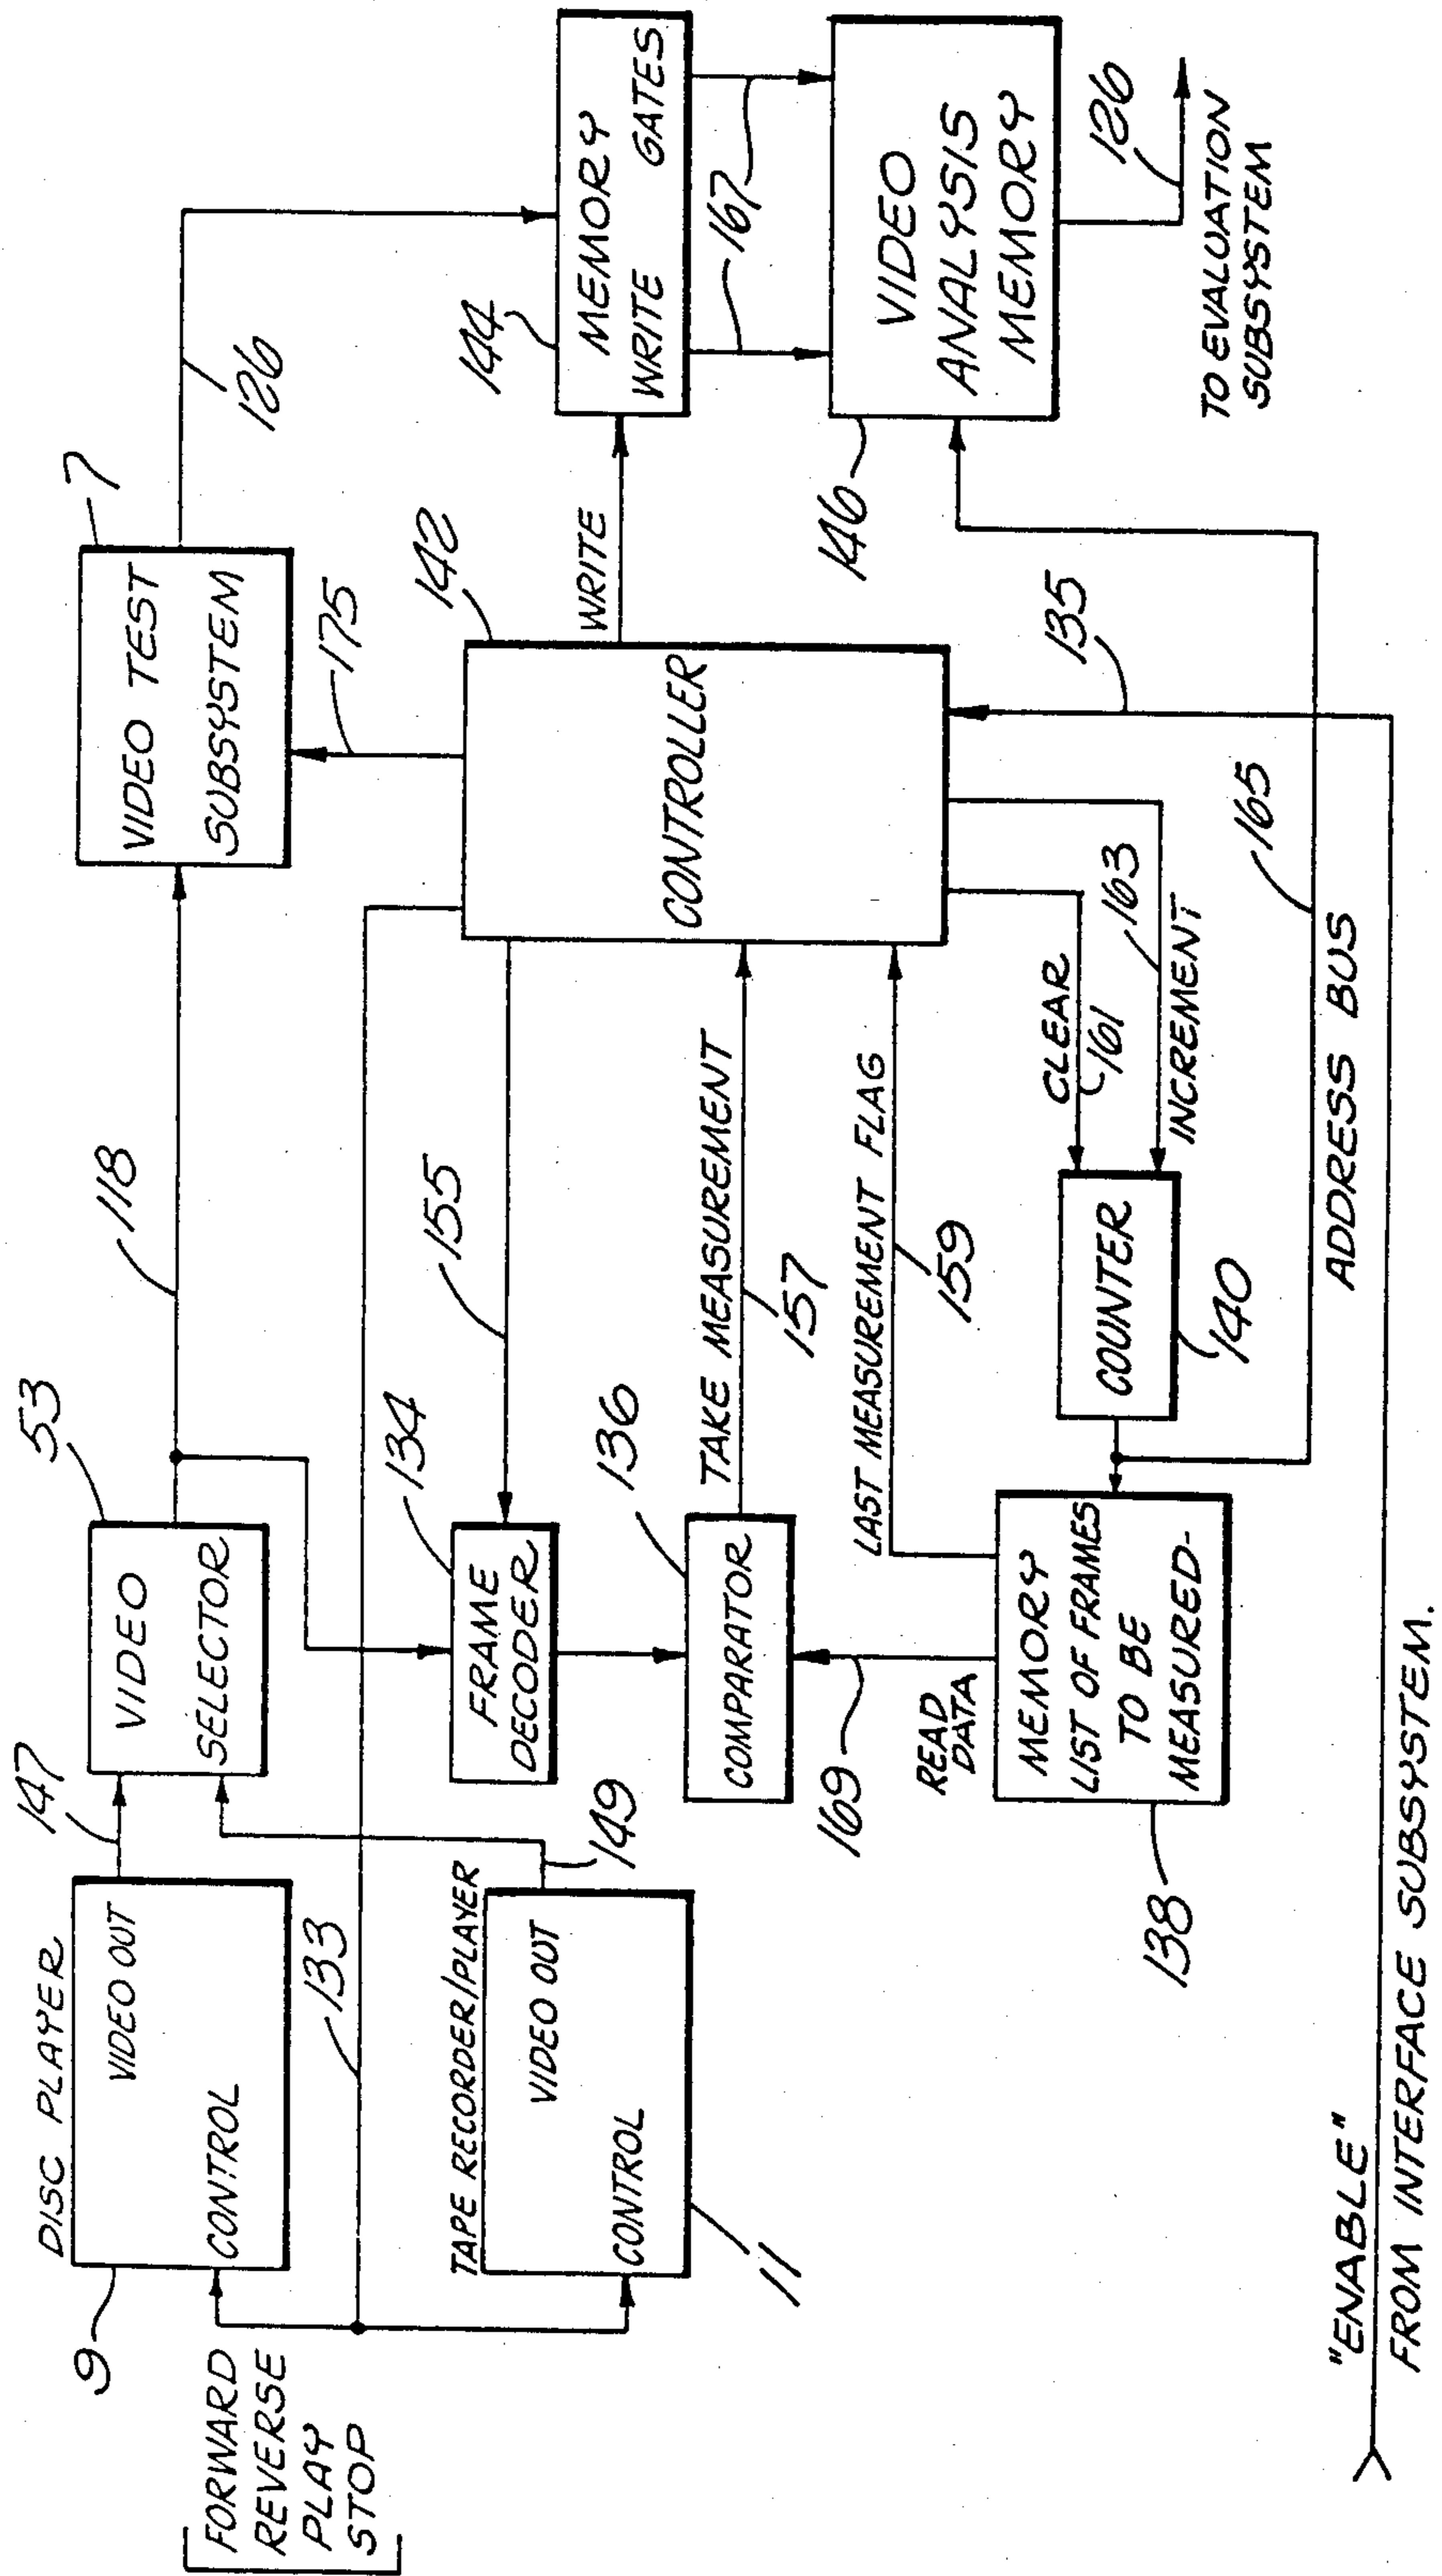 DISC PLAYER
9
VIDEO OUT
CONTROL
FORWARD
REVERSE
PLAY
STOP
147
VIDEO
SELECTOR
53
118
VIDEO TEST
SUBSYSTEM
7
126
133
TAPE RECORDER/PLAYER
VIDEO OUT
CONTROL
11
149
FRAME
DECODER
134
155
175
CONTROLLER
142
WRITE
MEMORY
WRITE GATES
144
167
COMPARATOR
136
TAKE MEASUREMENT
157
VIDEO
ANALYSIS
MEMORY
146
126
TO EVALUATION
SUBSYSTEM
READ
DATA
169
LAST MEASUREMENT FLAG
159
MEMORY
LIST OF FRAMES
TO BE
MEASURED-
138
COUNTER
140
CLEAR
161
163
INCREMENT
165
135
ADDRESS BUS
"ENABLE"
FROM INTERFACE SUBSYSTEM.